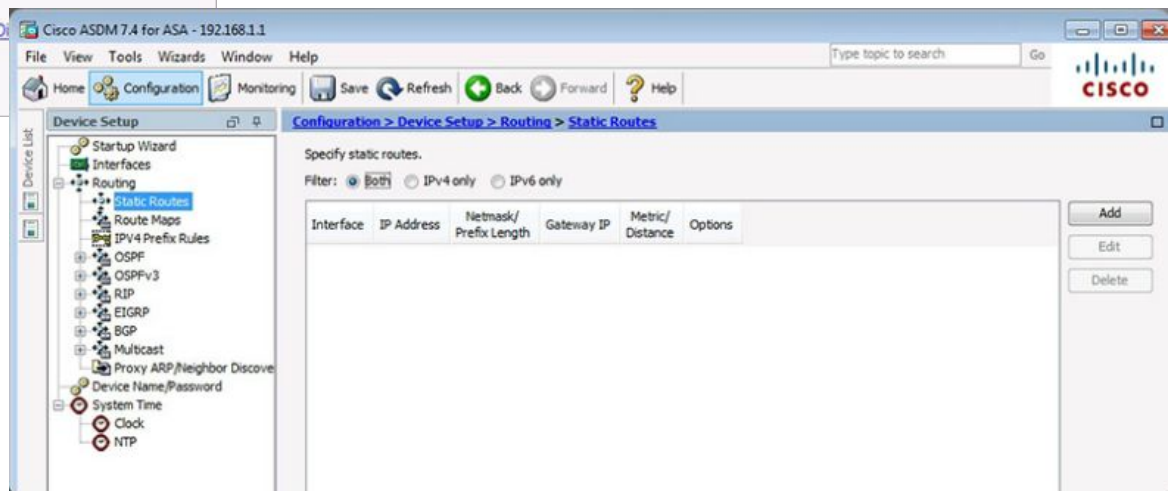 Cisco ASDM 7.4 for ASA - 192.168.1.1
File View Tools Wizards Window Help
Type topic to search Go
Home Configuration Monitoring Save Refresh Back Forward Help
CISCO
Device List
Device Setup
Startup Wizard
Interfaces
Routing
Static Routes
Route Maps
IPV4 Prefix Rules
OSPF
OSPFv3
RIP
EIGRP
BGP
Multicast
Proxy ARP/Neighbor Discove
Device Name/Password
System Time
Clock
NTP
Configuration > Device Setup > Routing > Static Routes
Specify static routes.
Filter: Both IPv4 only IPv6 only
Interface IP Address Netmask/ Prefix Length Gateway IP Metric/ Distance Options
Add
Edit
Delete